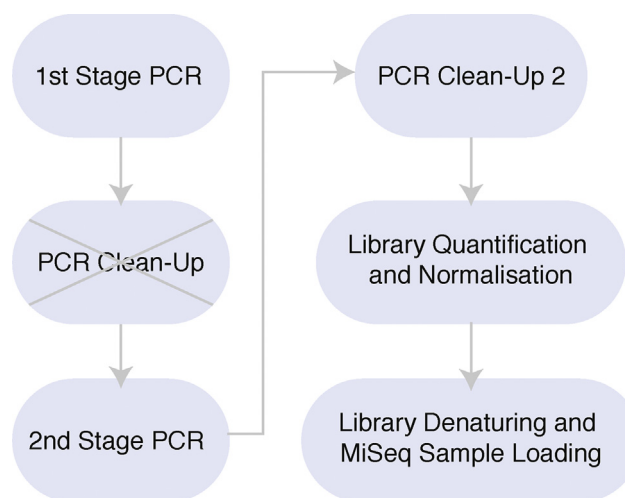 1st Stage PCR
PCR Clean-Up
2nd Stage PCR
PCR Clean-Up 2
Library Quantification
and Normalisation
Library Denaturing and
MiSeq Sample Loading